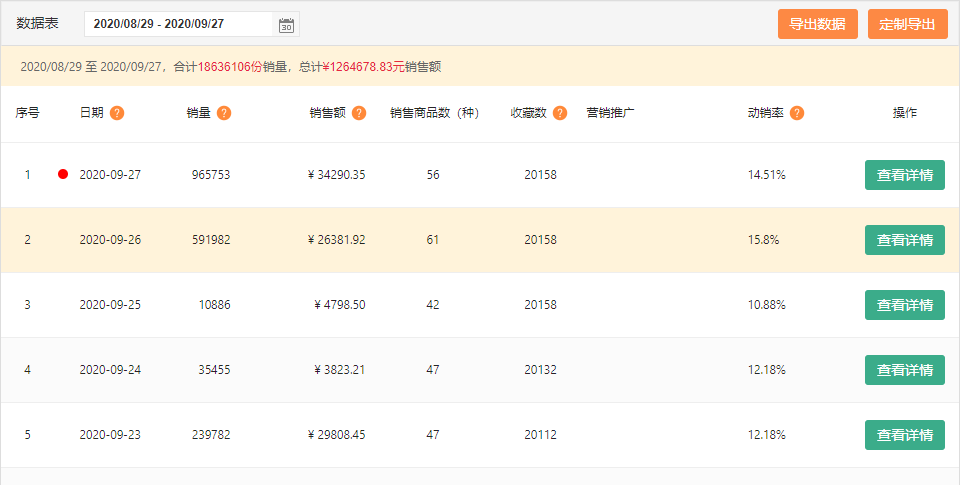 数据表 2020/08/29 - 2020/09/27 30 导出数据 定制导出
2020/08/29 至 2020/09/27，合计18636106份销量，总计¥1264678.83元销售额
序号 日期 ? 销量 ? 销售额 ? 销售商品数（种） 收藏数 ? 营销推广 动销率 ? 操作
1 2020-09-27 965753 ¥ 34290.35 56 20158 14.51% 查看详情
2 2020-09-26 591982 ¥ 26381.92 61 20158 15.8% 查看详情
3 2020-09-25 10886 ¥ 4798.50 42 20158 10.88% 查看详情
4 2020-09-24 35455 ¥ 3823.21 47 20132 12.18% 查看详情
5 2020-09-23 239782 ¥ 29808.45 47 20112 12.18% 查看详情